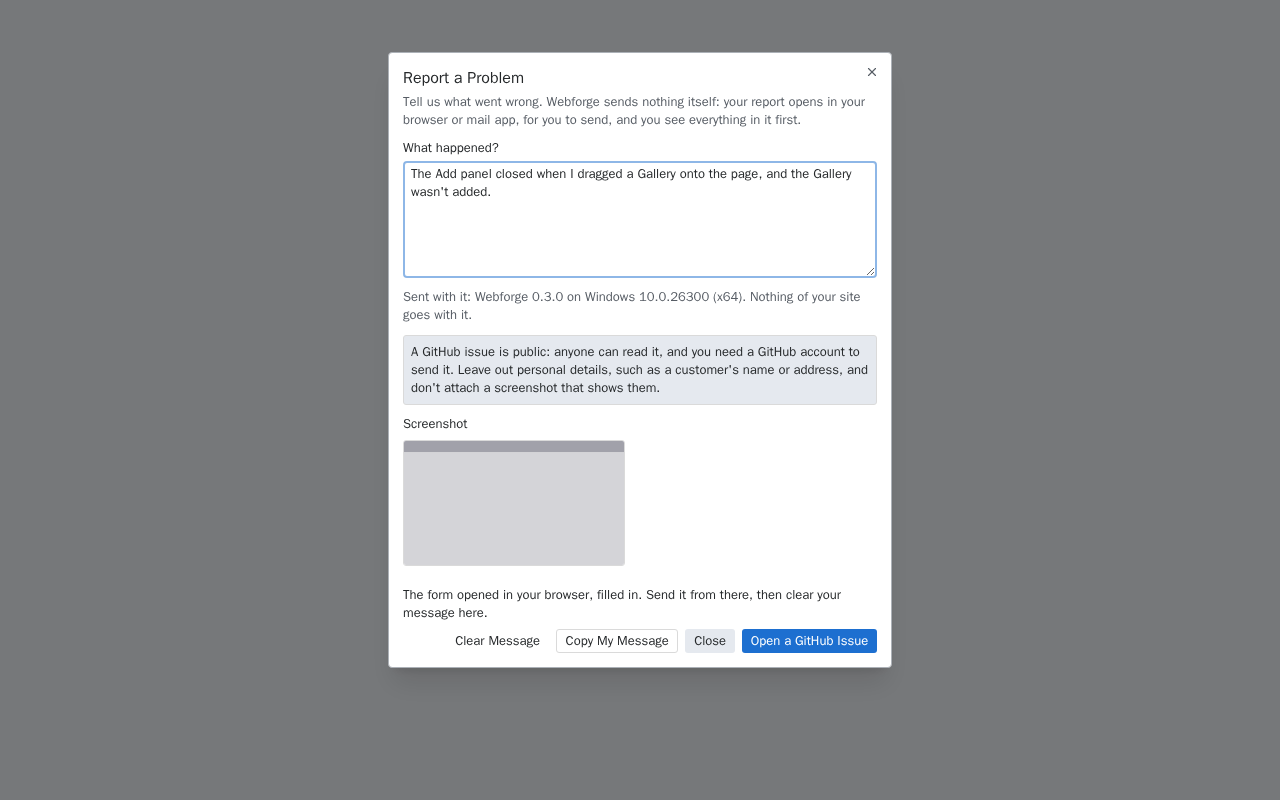 Report a Problem
Tell us what went wrong. Webforge sends nothing itself: your report opens in your
browser or mail app, for you to send, and you see everything in it first.
What happened?
The Add panel closed when I dragged a Gallery onto the page, and the Gallery
wasn't added.
Sent with it: Webforge 0.3.0 on Windows 10.0.26300 (x64). Nothing of your site
goes with it.
A GitHub issue is public: anyone can read it, and you need a GitHub account to
send it. Leave out personal details, such as a customer's name or address, and
don't attach a screenshot that shows them.
Screenshot
The form opened in your browser, filled in. Send it from there, then clear your
message here.
Clear Message Copy My Message Close Open a GitHub Issue